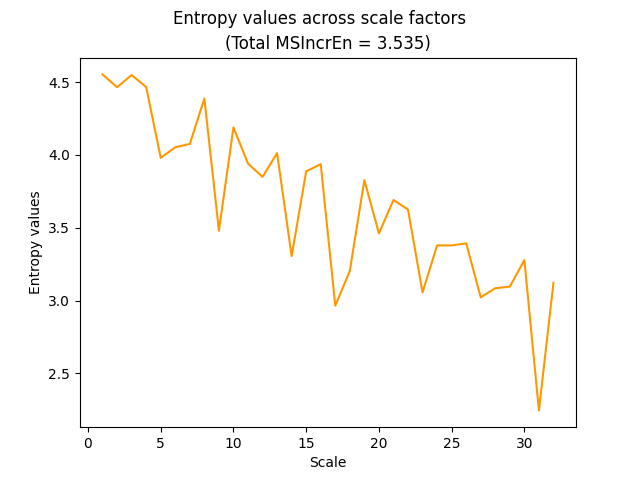 Entropy values across scale factors
(Total MSIncrEn = 3.535)
Entropy values
4.5
4.0
3.5
3.0
2.5
0 5 10 15 20 25 30
Scale